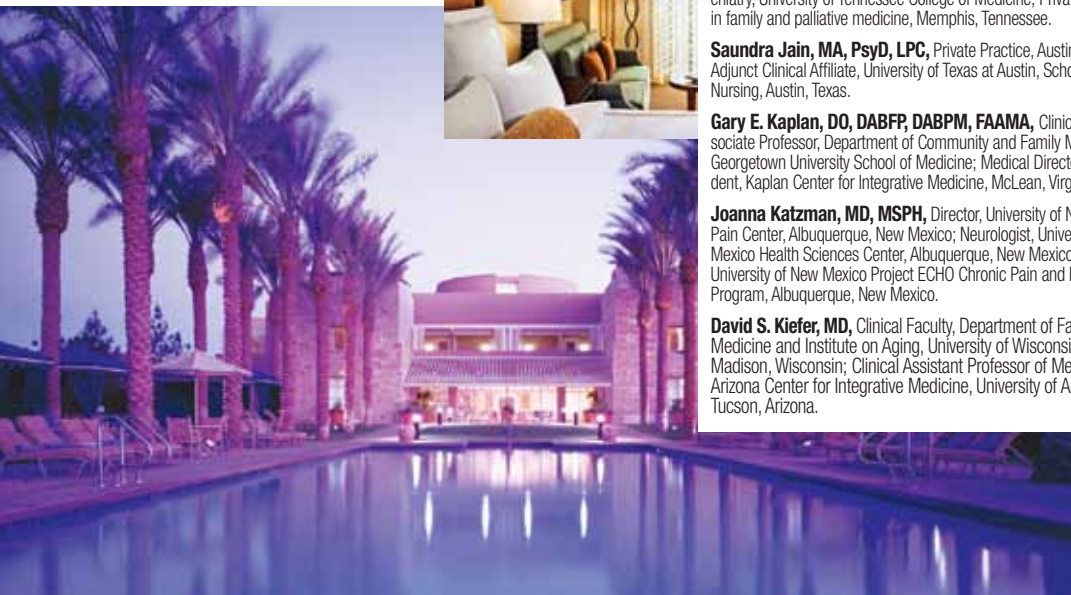 in family and palliative medicine, Memphis, Tennessee.
Saundra Jain, MA, PsyD, LPC, Private Practice, Austin
Adjunct Clinical Affiliate, University of Texas at Austin, Scho
Nursing, Austin, Texas.
Gary E. Kaplan, DO, DABFP, DABPM, FAAMA, Clinic
sociate Professor, Department of Community and Family M
Georgetown University School of Medicine; Medical Directo
dent, Kaplan Center for Integrative Medicine, McLean, Virg
Joanna Katzman, MD, MSPH, Director, University of N
Pain Center, Albuquerque, New Mexico; Neurologist, Unive
Mexico Health Sciences Center, Albuquerque, New Mexico
University of New Mexico Project ECHO Chronic Pain and
Program, Albuquerque, New Mexico.
David S. Kiefer, MD, Clinical Faculty, Department of Fa
Medicine and Institute on Aging, University of Wisconsi
Madison, Wisconsin; Clinical Assistant Professor of Me
Arizona Center for Integrative Medicine, University of A
Tucson, Arizona.